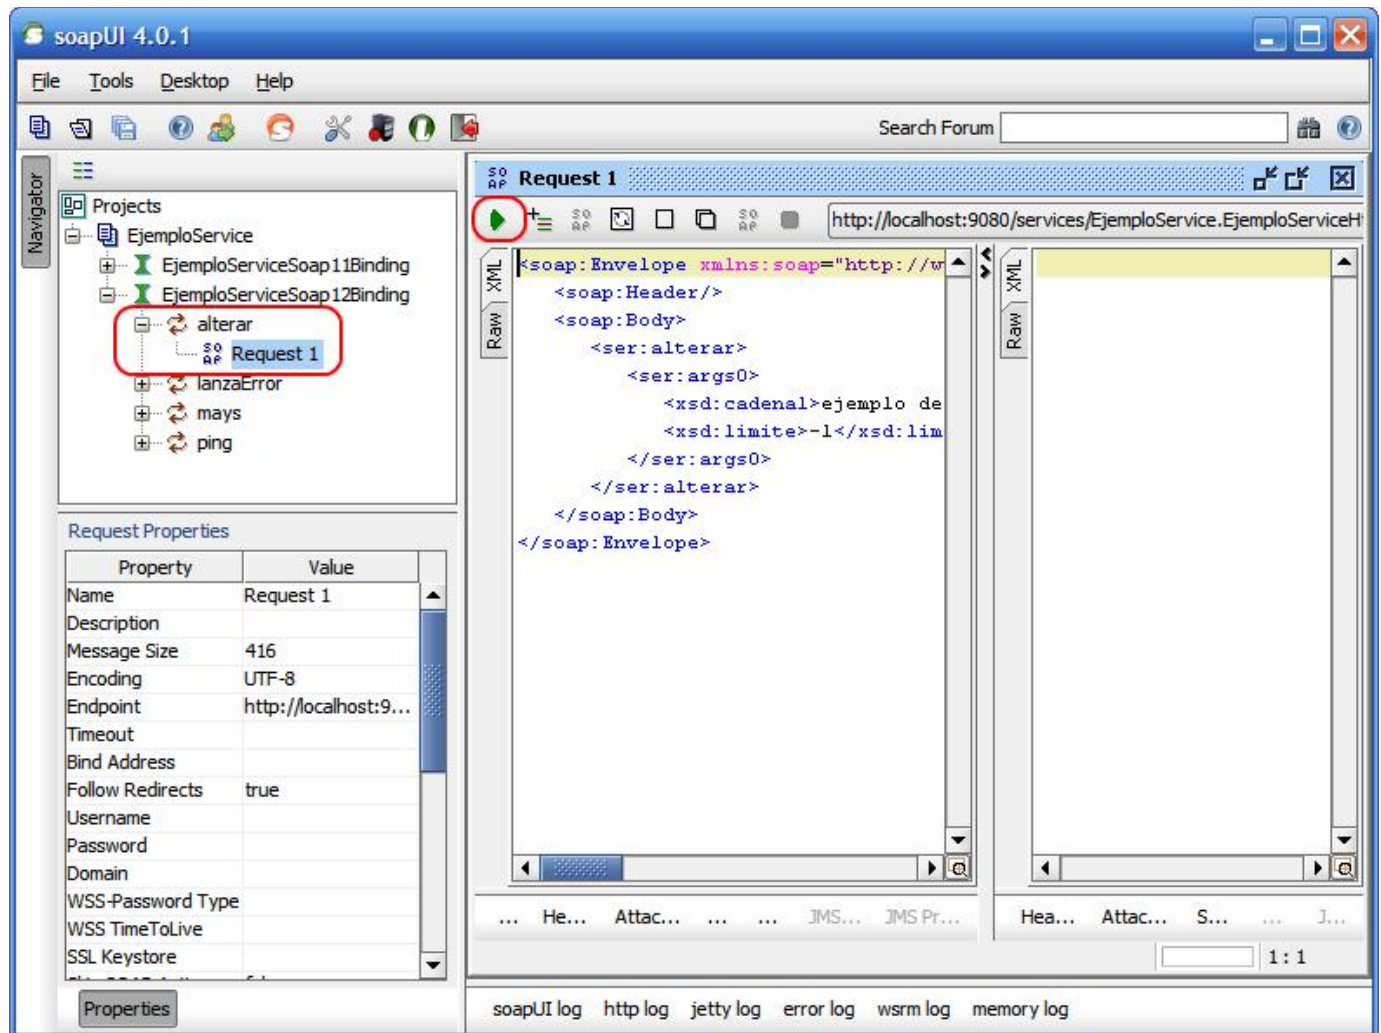 soapUI 4.0.1
File Tools Desktop Help
Search Forum
Navigator
Projects
EjemploService
EjemploServiceSoap11Binding
EjemploServiceSoap12Binding
alterar
Request 1
lanzaError
mays
ping
Request Properties
Property Value
Name Request 1
Description
Message Size 416
Encoding UTF-8
Endpoint http://localhost:9...
Timeout
Bind Address
Follow Redirects true
Username
Password
Domain
WSS-Password Type
WSS TimeToLive
SSL Keystore
Properties
Request 1
http://localhost:9080/services/EjemploService.EjemploServiceH
XML
Raw
<soap:Envelope xmlns:soap="http://w
<soap:Header/>
<soap:Body>
<ser:alterar>
<ser:args0>
<xsd:cadena1>ejemplo de
<xsd:limite>-1</xsd:lim
</ser:args0>
</ser:alterar>
</soap:Body>
</soap:Envelope>
XML
Raw
... He... Attac... ... ... JMS... JMS Pr...
Hea... Attac... S... ... J...
1 : 1
soapUI log http log jetty log error log wsrm log memory log